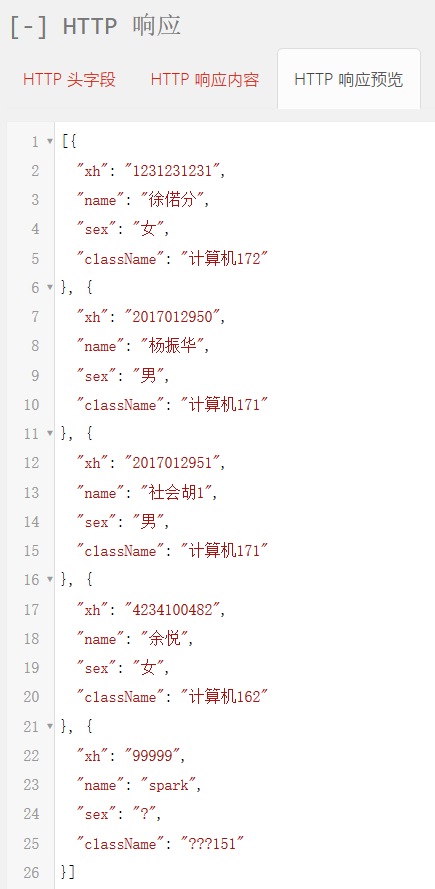 [-] HTTP 响应
HTTP 头字段 HTTP 响应内容 HTTP 响应预览
1 [{
2 "xh": "1231231231",
3 "name": "徐偌分",
4 "sex": "女",
5 "className": "计算机172"
6 }, {
7 "xh": "2017012950",
8 "name": "杨振华",
9 "sex": "男",
10 "className": "计算机171"
11 }, {
12 "xh": "2017012951",
13 "name": "社会胡1",
14 "sex": "男",
15 "className": "计算机171"
16 }, {
17 "xh": "4234100482",
18 "name": "余悦",
19 "sex": "女",
20 "className": "计算机162"
21 }, {
22 "xh": "99999",
23 "name": "spark",
24 "sex": "?",
25 "className": "???151"
26 }]